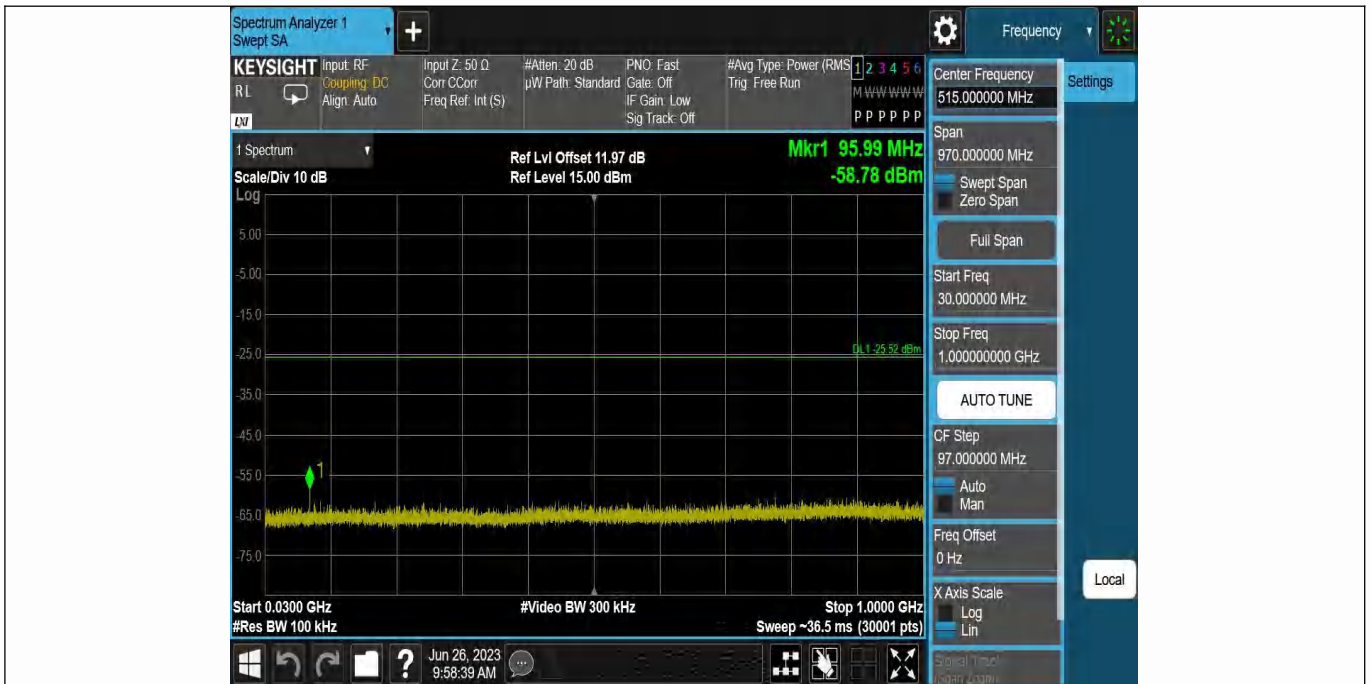 Spectrum Analyzer 1
Swept SA
+
Frequency
KEYSIGHT
RL
LXI
Input: RF
Coupling: DC
Align: Auto
Input Z: 50 Ω
Corr CCorr
Freq Ref: Int (S)
#Atten: 20 dB
µW Path: Standard
PNO: Fast
Gate: Off
IF Gain: Low
Sig Track: Off
#Avg Type: Power (RMS
Trig: Free Run
1 2 3 4 5 6
M W W W W W
P P P P P P
1 Spectrum
Scale/Div 10 dB
Log
Ref Lvl Offset 11.97 dB
Ref Level 15.00 dBm
Mkr1 95.99 MHz
-58.78 dBm
5.00
-5.00
-15.0
-25.0
DL1 -25.52 dBm
-35.0
-45.0
-55.0
1
-65.0
-75.0
Start 0.0300 GHz
#Res BW 100 kHz
#Video BW 300 kHz
Stop 1.0000 GHz
Sweep ~36.5 ms (30001 pts)
Jun 26, 2023
9:58:39 AM
Center Frequency
515.000000 MHz
Settings
Span
970.000000 MHz
Swept Span
Zero Span
Full Span
Start Freq
30.000000 MHz
Stop Freq
1.000000000 GHz
AUTO TUNE
CF Step
97.000000 MHz
Auto
Man
Freq Offset
0 Hz
X Axis Scale
Log
Lin
Signal Track
(Span Zoom)
Local